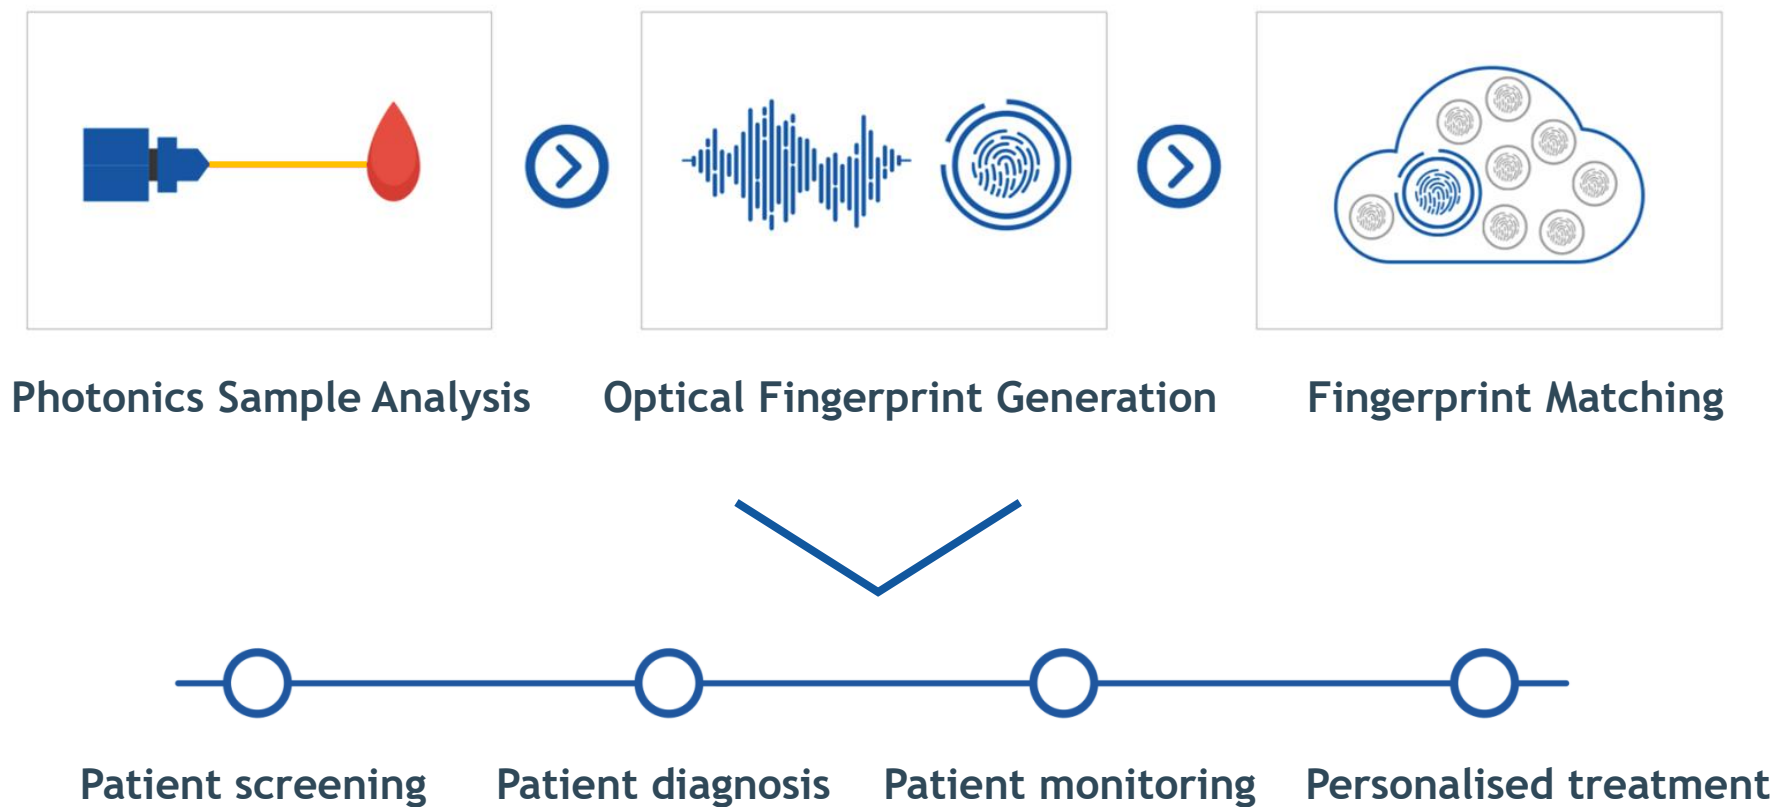 Photonics Sample Analysis
Optical Fingerprint Generation
Fingerprint Matching
Patient screening
Patient diagnosis
Patient monitoring
Personalised treatment